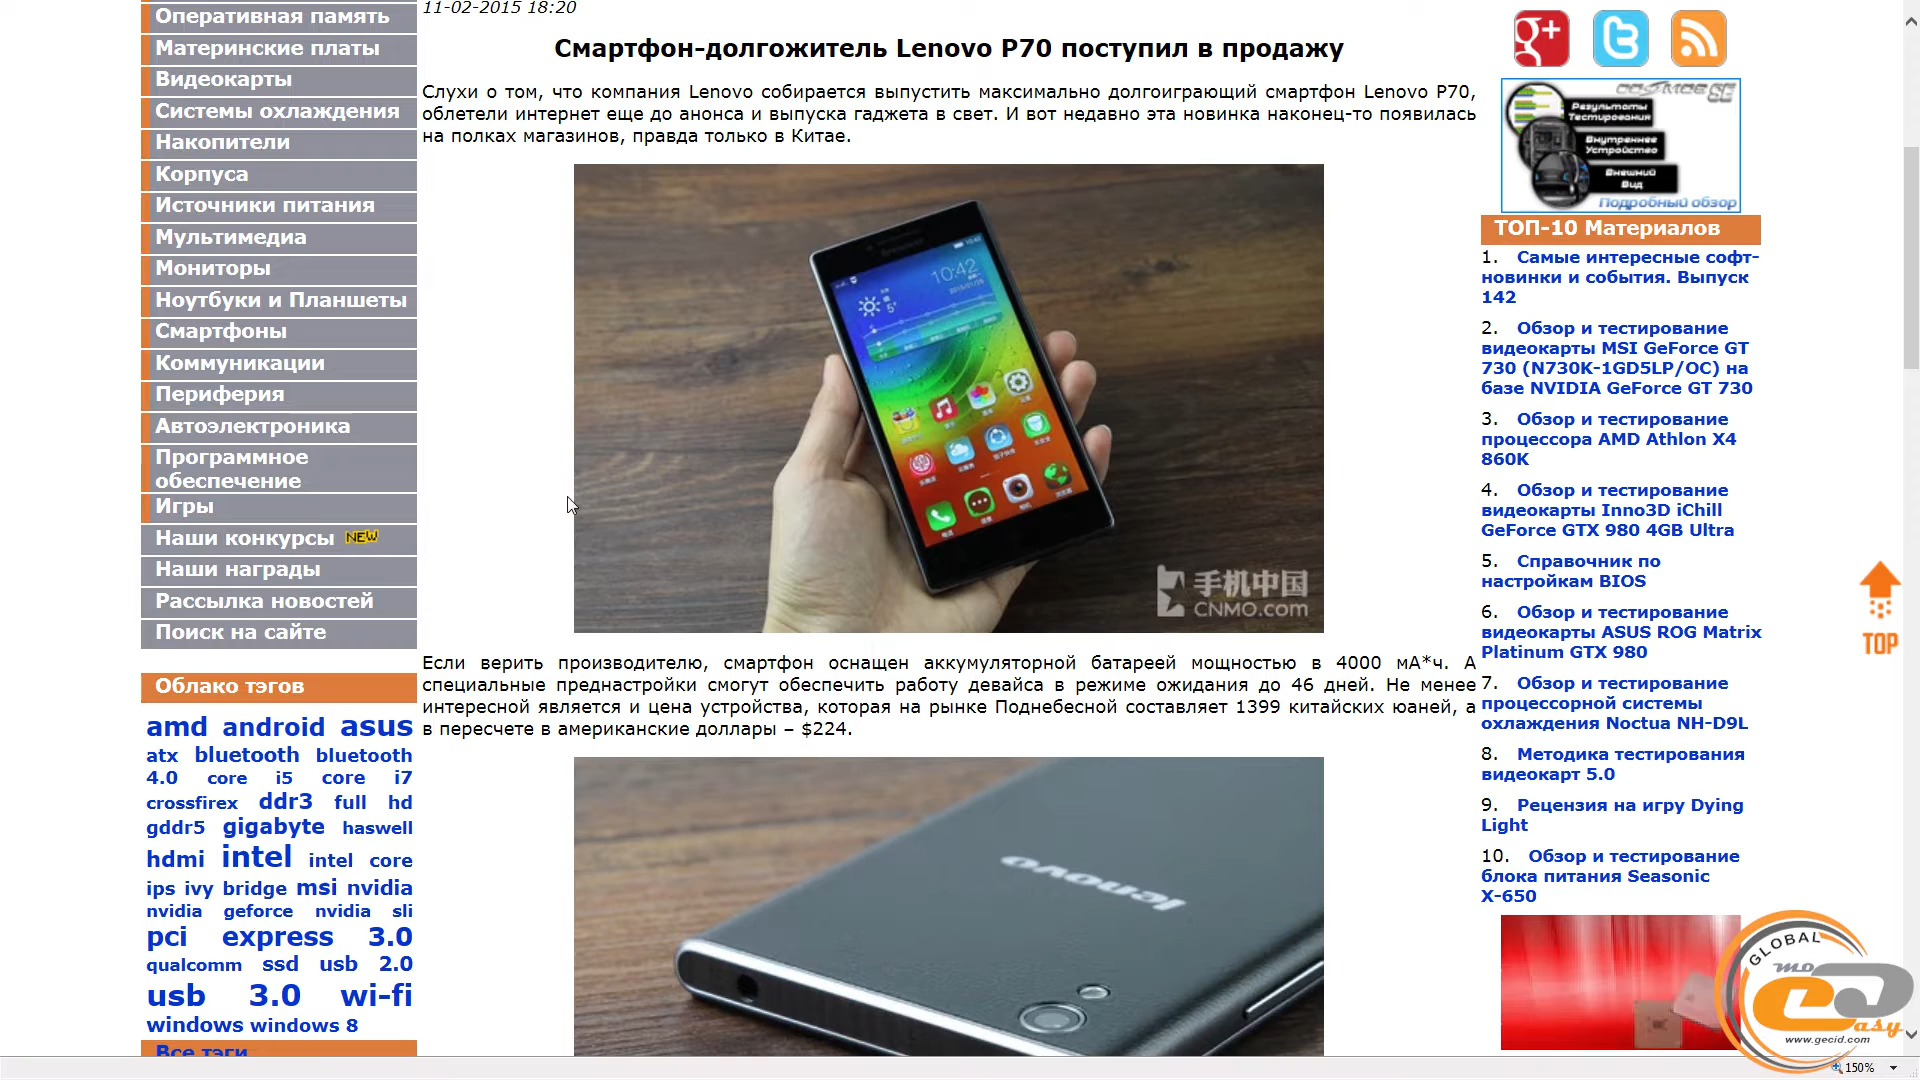 Оперативная память
Материнские платы
Видеокарты
Системы охлаждения
Накопители
Корпуса
Источники питания
Мультимедиа
Мониторы
Ноутбуки и Планшеты
Смартфоны
Коммуникации
Периферия
Автоэлектроника
Программное
обеспечение
Игры
Наши конкурсы NEW
Наши награды
Рассылка новостей
Поиск на сайте
Облако тэгов
amd android asus
atx bluetooth bluetooth
4.0 core i5 core i7
crossfirex ddr3 full hd
gddr5 gigabyte haswell
hdmi intel intel core
ips ivy bridge msi nvidia
nvidia geforce nvidia sli
pci express 3.0
qualcomm ssd usb 2.0
usb 3.0 wi-fi
windows windows 8
Все тэги
11-02-2015 18:20
Смартфон-долгожитель Lenovo P70 поступил в продажу
Слухи о том, что компания Lenovo собирается выпустить максимально долгоиграющий смартфон Lenovo P70,
облетели интернет еще до анонса и выпуска гаджета в свет. И вот недавно эта новинка наконец-то появилась
на полках магазинов, правда только в Китае.
10:42
手机中国
CNMO.com
Если верить производителю, смартфон оснащен аккумуляторной батареей мощностью в 4000 мА*ч. А
специальные преднастройки смогут обеспечить работу девайса в режиме ожидания до 46 дней. Не менее
интересной является и цена устройства, которая на рынке Поднебесной составляет 1399 китайских юаней, а
в пересчете в американские доллары – $224.
lenovo
g+
COSMOS SE
Результаты
Тестирования
Внутреннее
Устройство
Внешний
Вид
Подробный обзор
ТОП-10 Материалов
1. Самые интересные софт-
новинки и события. Выпуск
142
2. Обзор и тестирование
видеокарты MSI GeForce GT
730 (N730K-1GD5LP/OC) на
базе NVIDIA GeForce GT 730
3. Обзор и тестирование
процессора AMD Athlon X4
860K
4. Обзор и тестирование
видеокарты Inno3D iChill
GeForce GTX 980 4GB Ultra
5. Справочник по
настройкам BIOS
6. Обзор и тестирование
видеокарты ASUS ROG Matrix
Platinum GTX 980
7. Обзор и тестирование
процессорной системы
охлаждения Noctua NH-D9L
8. Методика тестирования
видеокарт 5.0
9. Рецензия на игру Dying
Light
10. Обзор и тестирование
блока питания Seasonic
X-650
TOP
GLOBAL
easy
www.gecid.com
150%